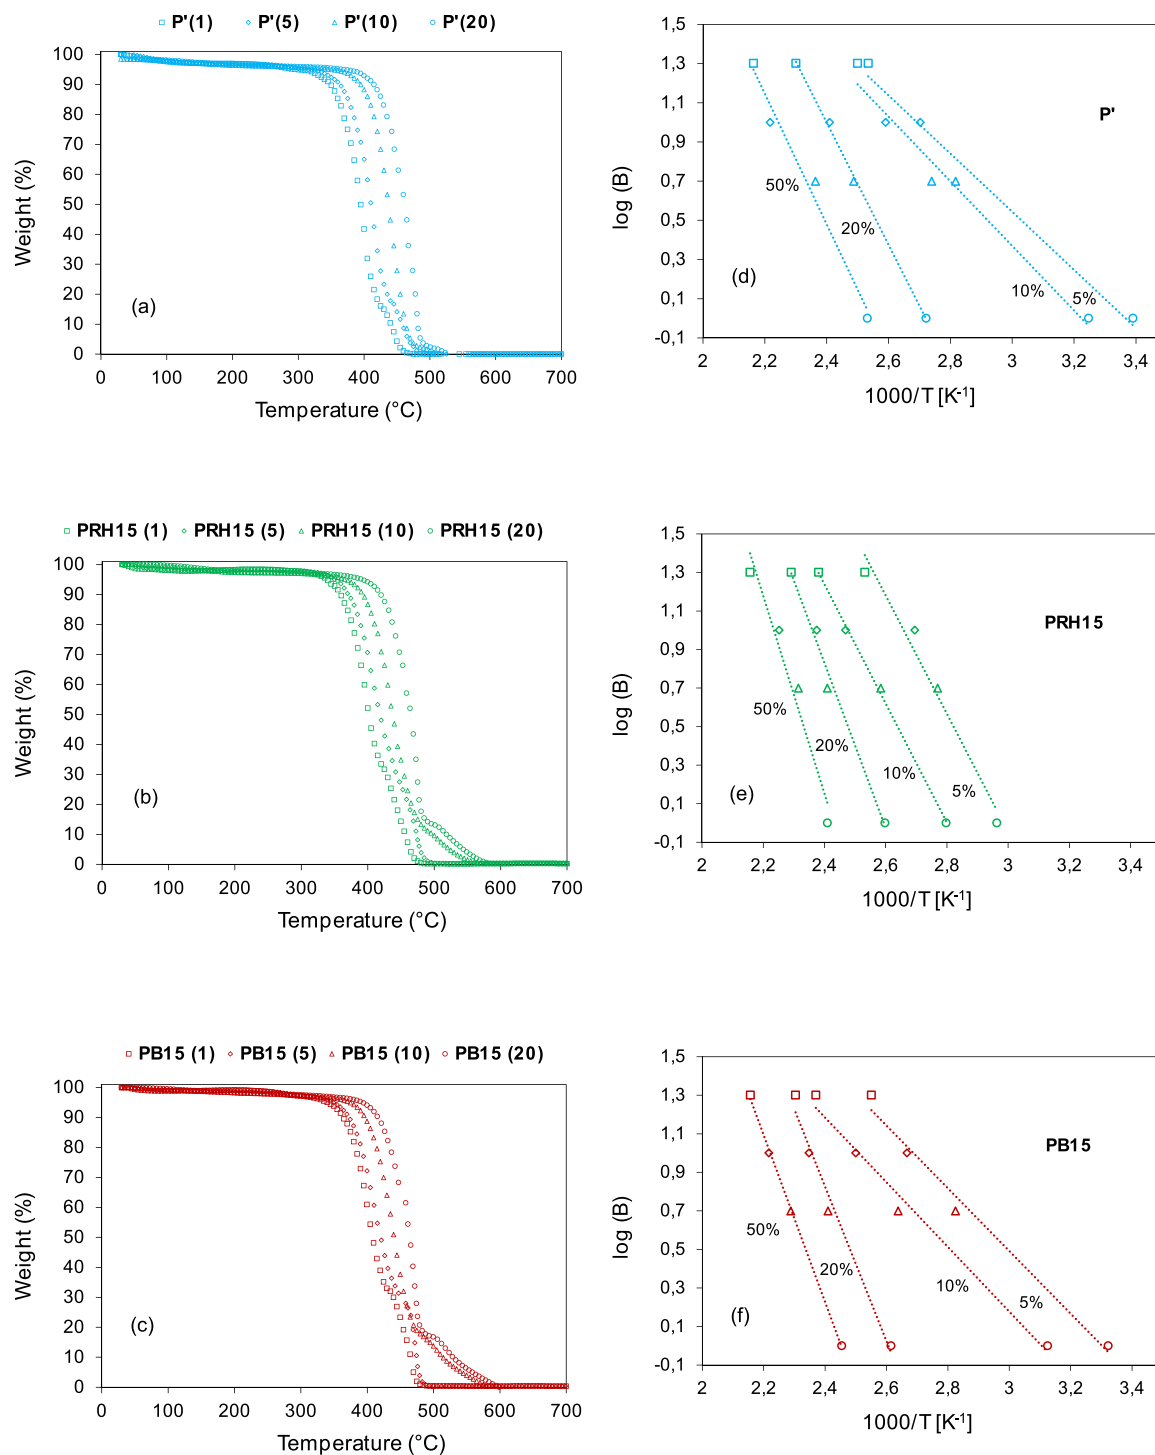 P'(1) P'(5) P'(10) P'(20)
100
90
80
70
60
50
40
30
20
10
0
Weight (%)
(a)
0 100 200 300 400 500 600 700
Temperature (°C)
1,5
1,3
1,1
0,9
0,7
0,5
0,3
0,1
-0,1
log (B)
P'
50%
20%
10%
5%
(d)
2 2,2 2,4 2,6 2,8 3 3,2 3,4
1000/T [K-1]
PRH15 (1) PRH15 (5) PRH15 (10) PRH15 (20)
100
90
80
70
60
50
40
30
20
10
0
Weight (%)
(b)
0 100 200 300 400 500 600 700
Temperature (°C)
1,5
1,3
1,1
0,9
0,7
0,5
0,3
0,1
-0,1
log (B)
PRH15
50%
20%
10%
5%
(e)
2 2,2 2,4 2,6 2,8 3 3,2 3,4
1000/T [K-1]
PB15 (1) PB15 (5) PB15 (10) PB15 (20)
100
90
80
70
60
50
40
30
20
10
0
Weight (%)
(c)
0 100 200 300 400 500 600 700
Temperature (°C)
1,5
1,3
1,1
0,9
0,7
0,5
0,3
0,1
-0,1
log (B)
PB15
50%
20%
10%
5%
(f)
2 2,2 2,4 2,6 2,8 3 3,2 3,4
1000/T [K-1]